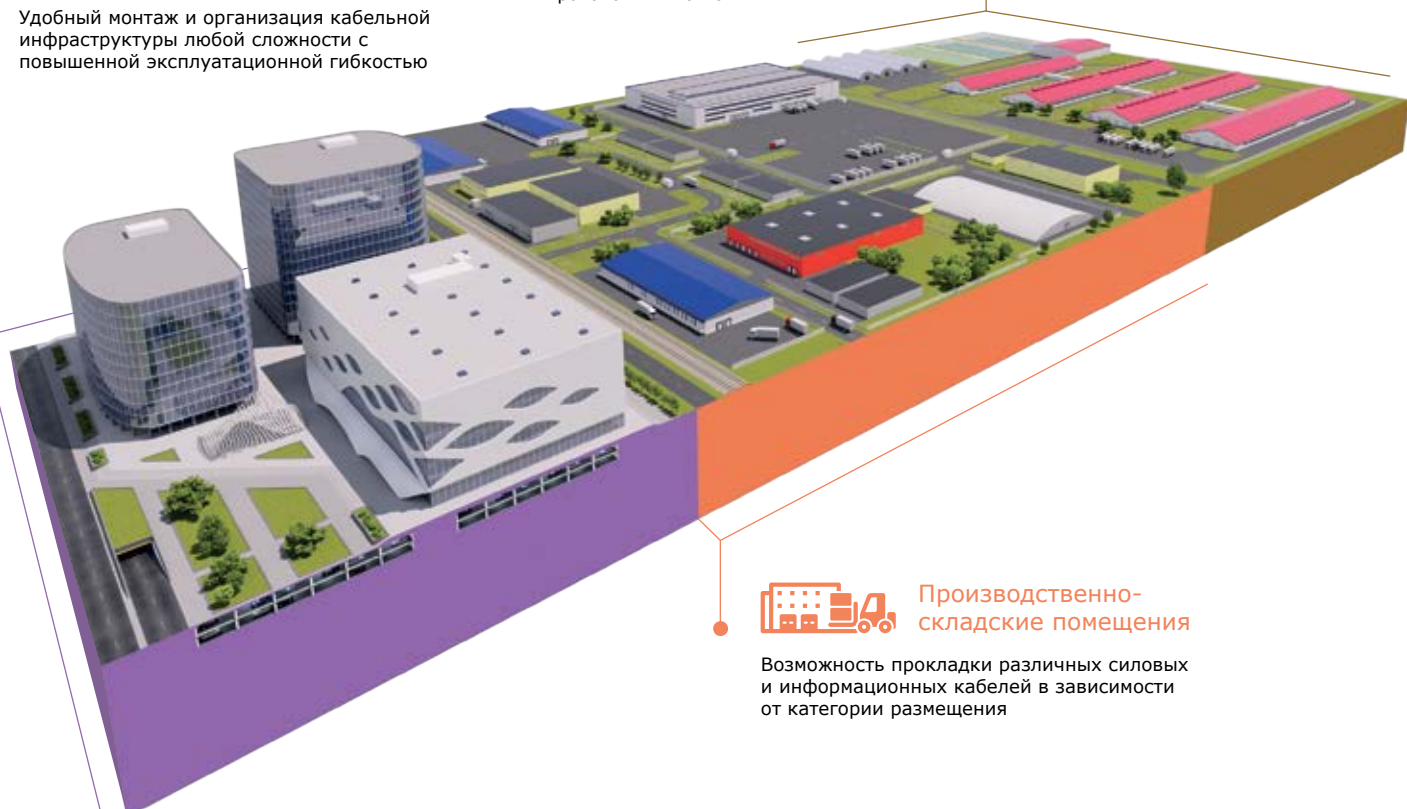 Удобный монтаж и организация кабельной
инфраструктуры любой сложности с
повышенной эксплуатационной гибкостью
Производственно-
складские помещения
Возможность прокладки различных силовых
и информационных кабелей в зависимости
от категории размещения